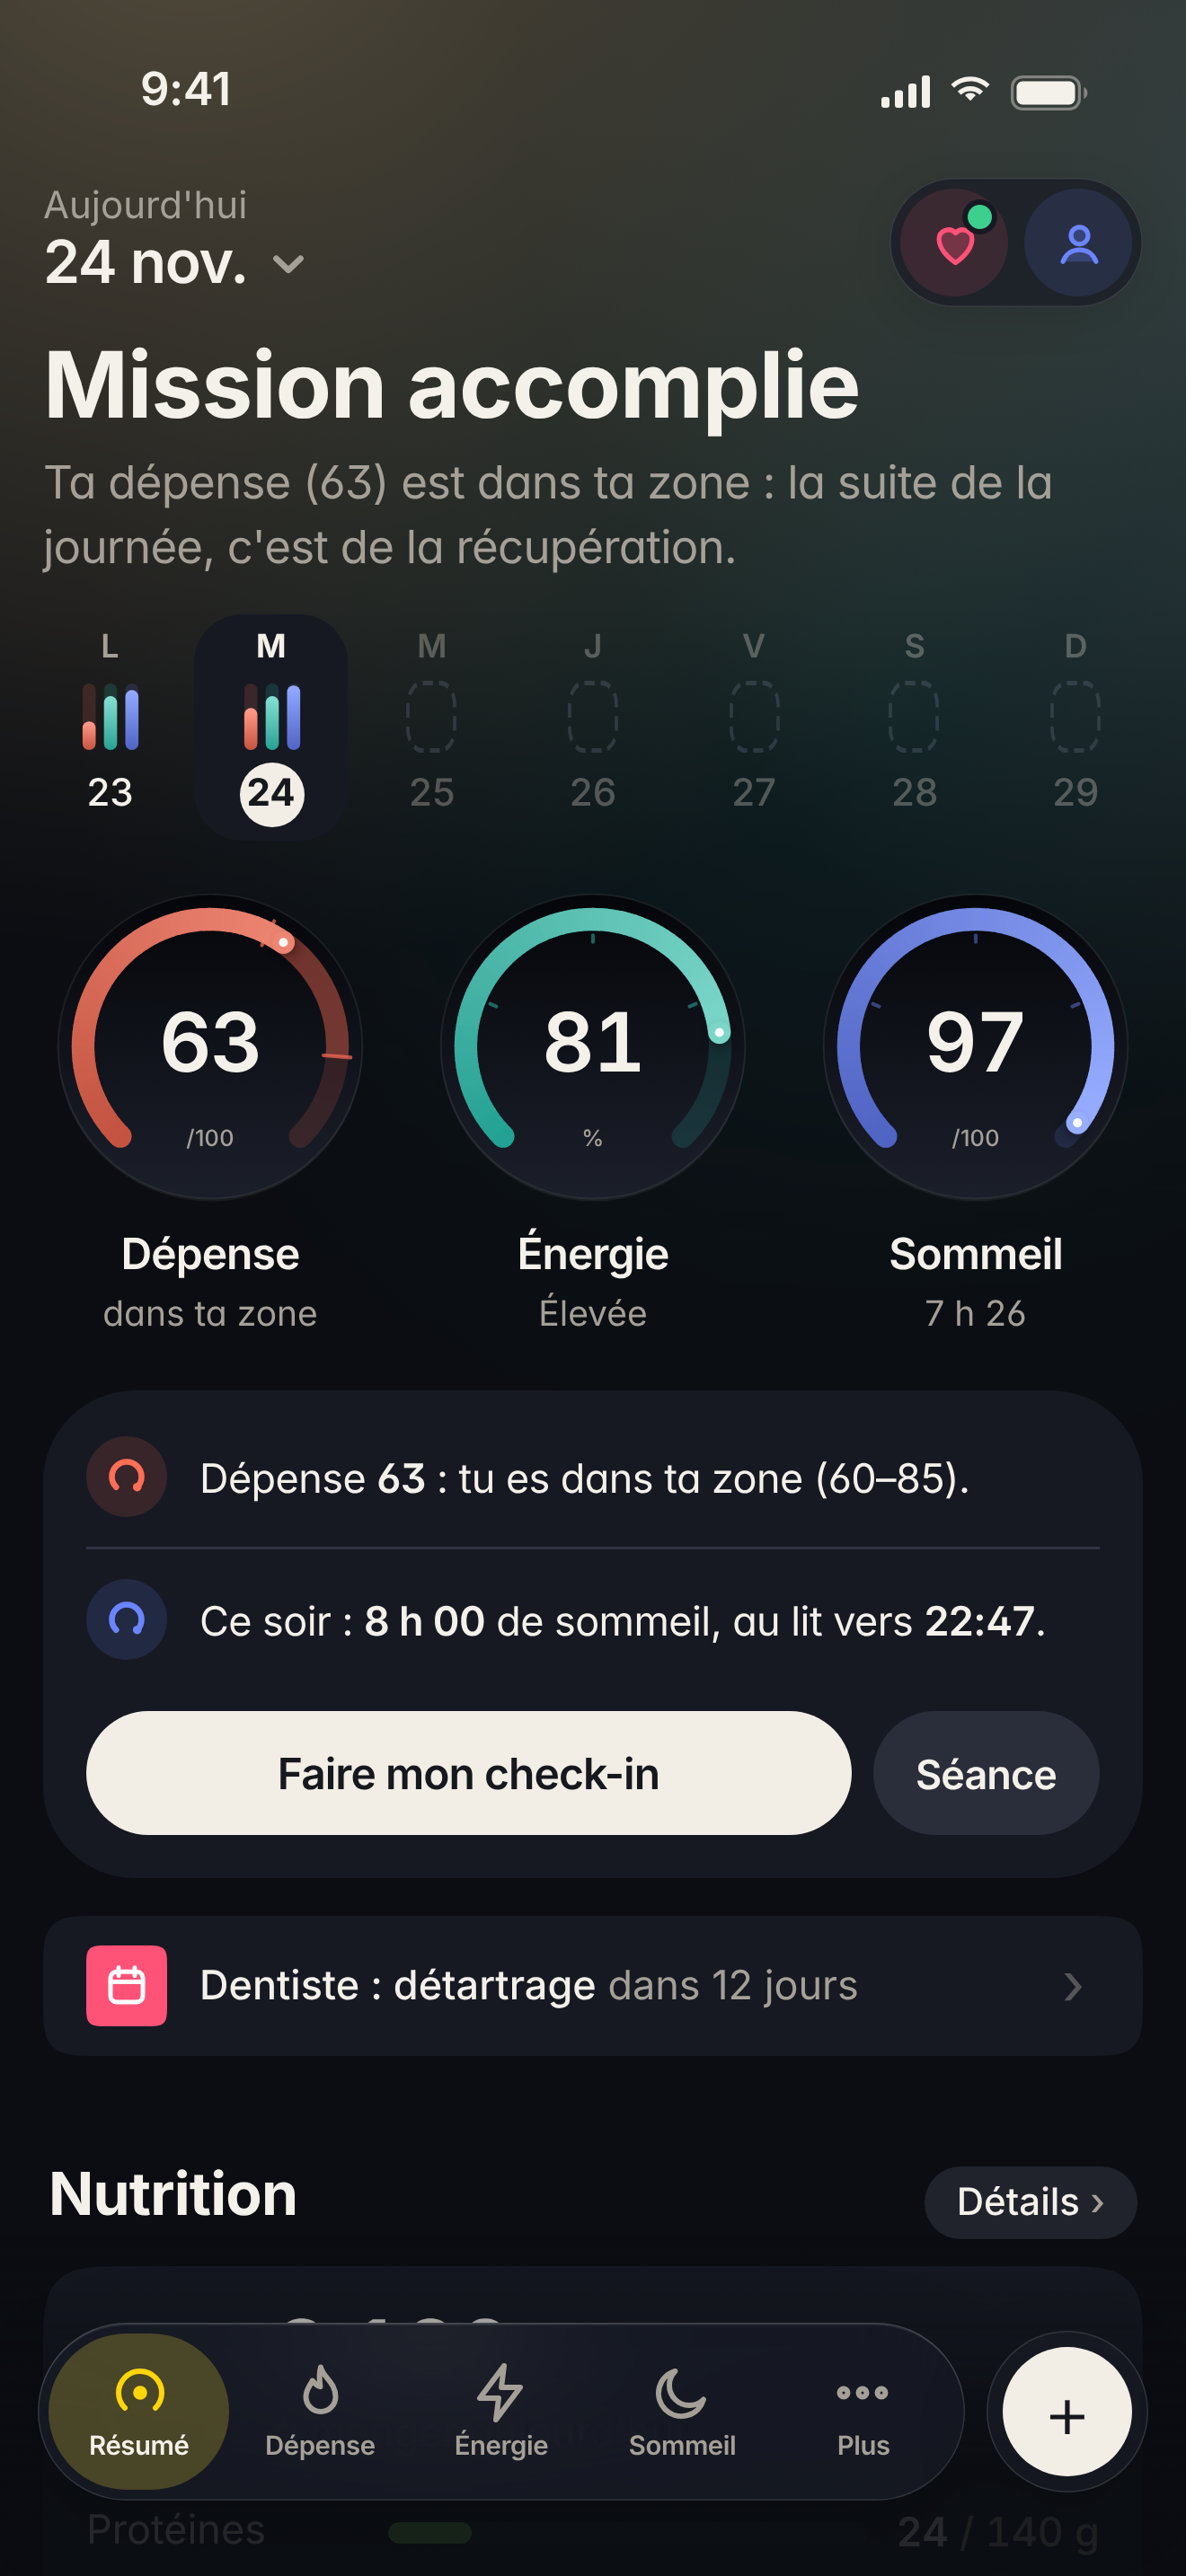 9:41
Aujourd'hui
24 nov.
Mission accomplie
Ta dépense (63) est dans ta zone : la suite de la
journée, c'est de la récupération.
L M M J V S D
23 24 25 26 27 28 29
63 81 97
/100 % /100
Dépense Énergie Sommeil
dans ta zone Élevée 7 h 26
Dépense 63 : tu es dans ta zone (60–85).
Ce soir : 8 h 00 de sommeil, au lit vers 22:47.
Faire mon check-in Séance
Dentiste : détartrage dans 12 jours ›
Nutrition Détails ›
Résumé Dépense Énergie Sommeil Plus +
Protéines 24 / 140 g